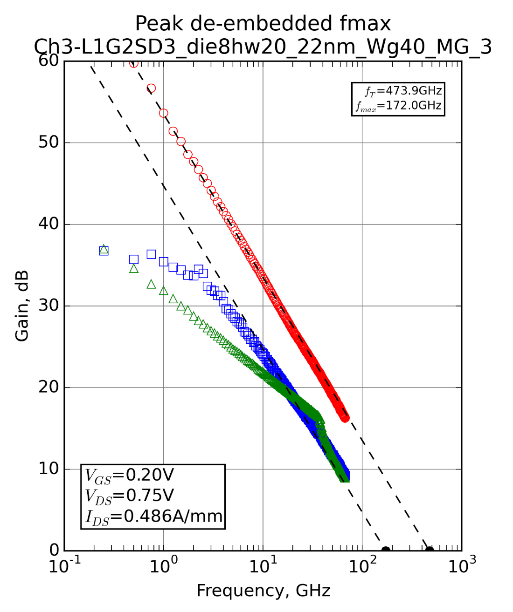 Peak de-embedded fmax
Ch3-L1G2SD3_die8hw20_22nm_Wg40_MG_3
60
50
40
30
20
10
0
Gain, dB
f_T=473.9GHz
f_max=172.0GHz
V_GS=0.20V
V_DS=0.75V
I_DS=0.486A/mm
10^-1 10^0 10^1 10^2 10^3
Frequency, GHz